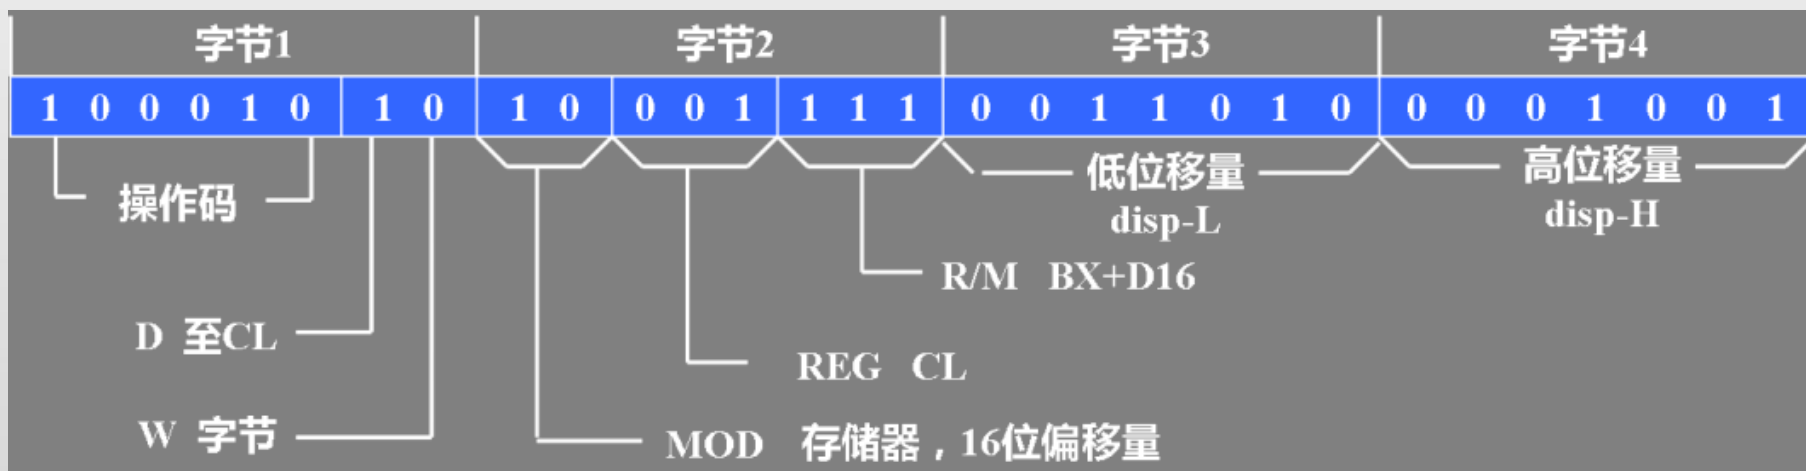 字节1 字节2 字节3 字节4
1 0 0 0 1 0 1 0 1 0 0 0 1 1 1 1 0 0 1 1 0 1 0 0 0 0 1 0 0 1
操作码 低位移量 高位移量
disp-L disp-H
R/M BX+D16
D 至CL
REG CL
W 字节
MOD 存储器，16位偏移量